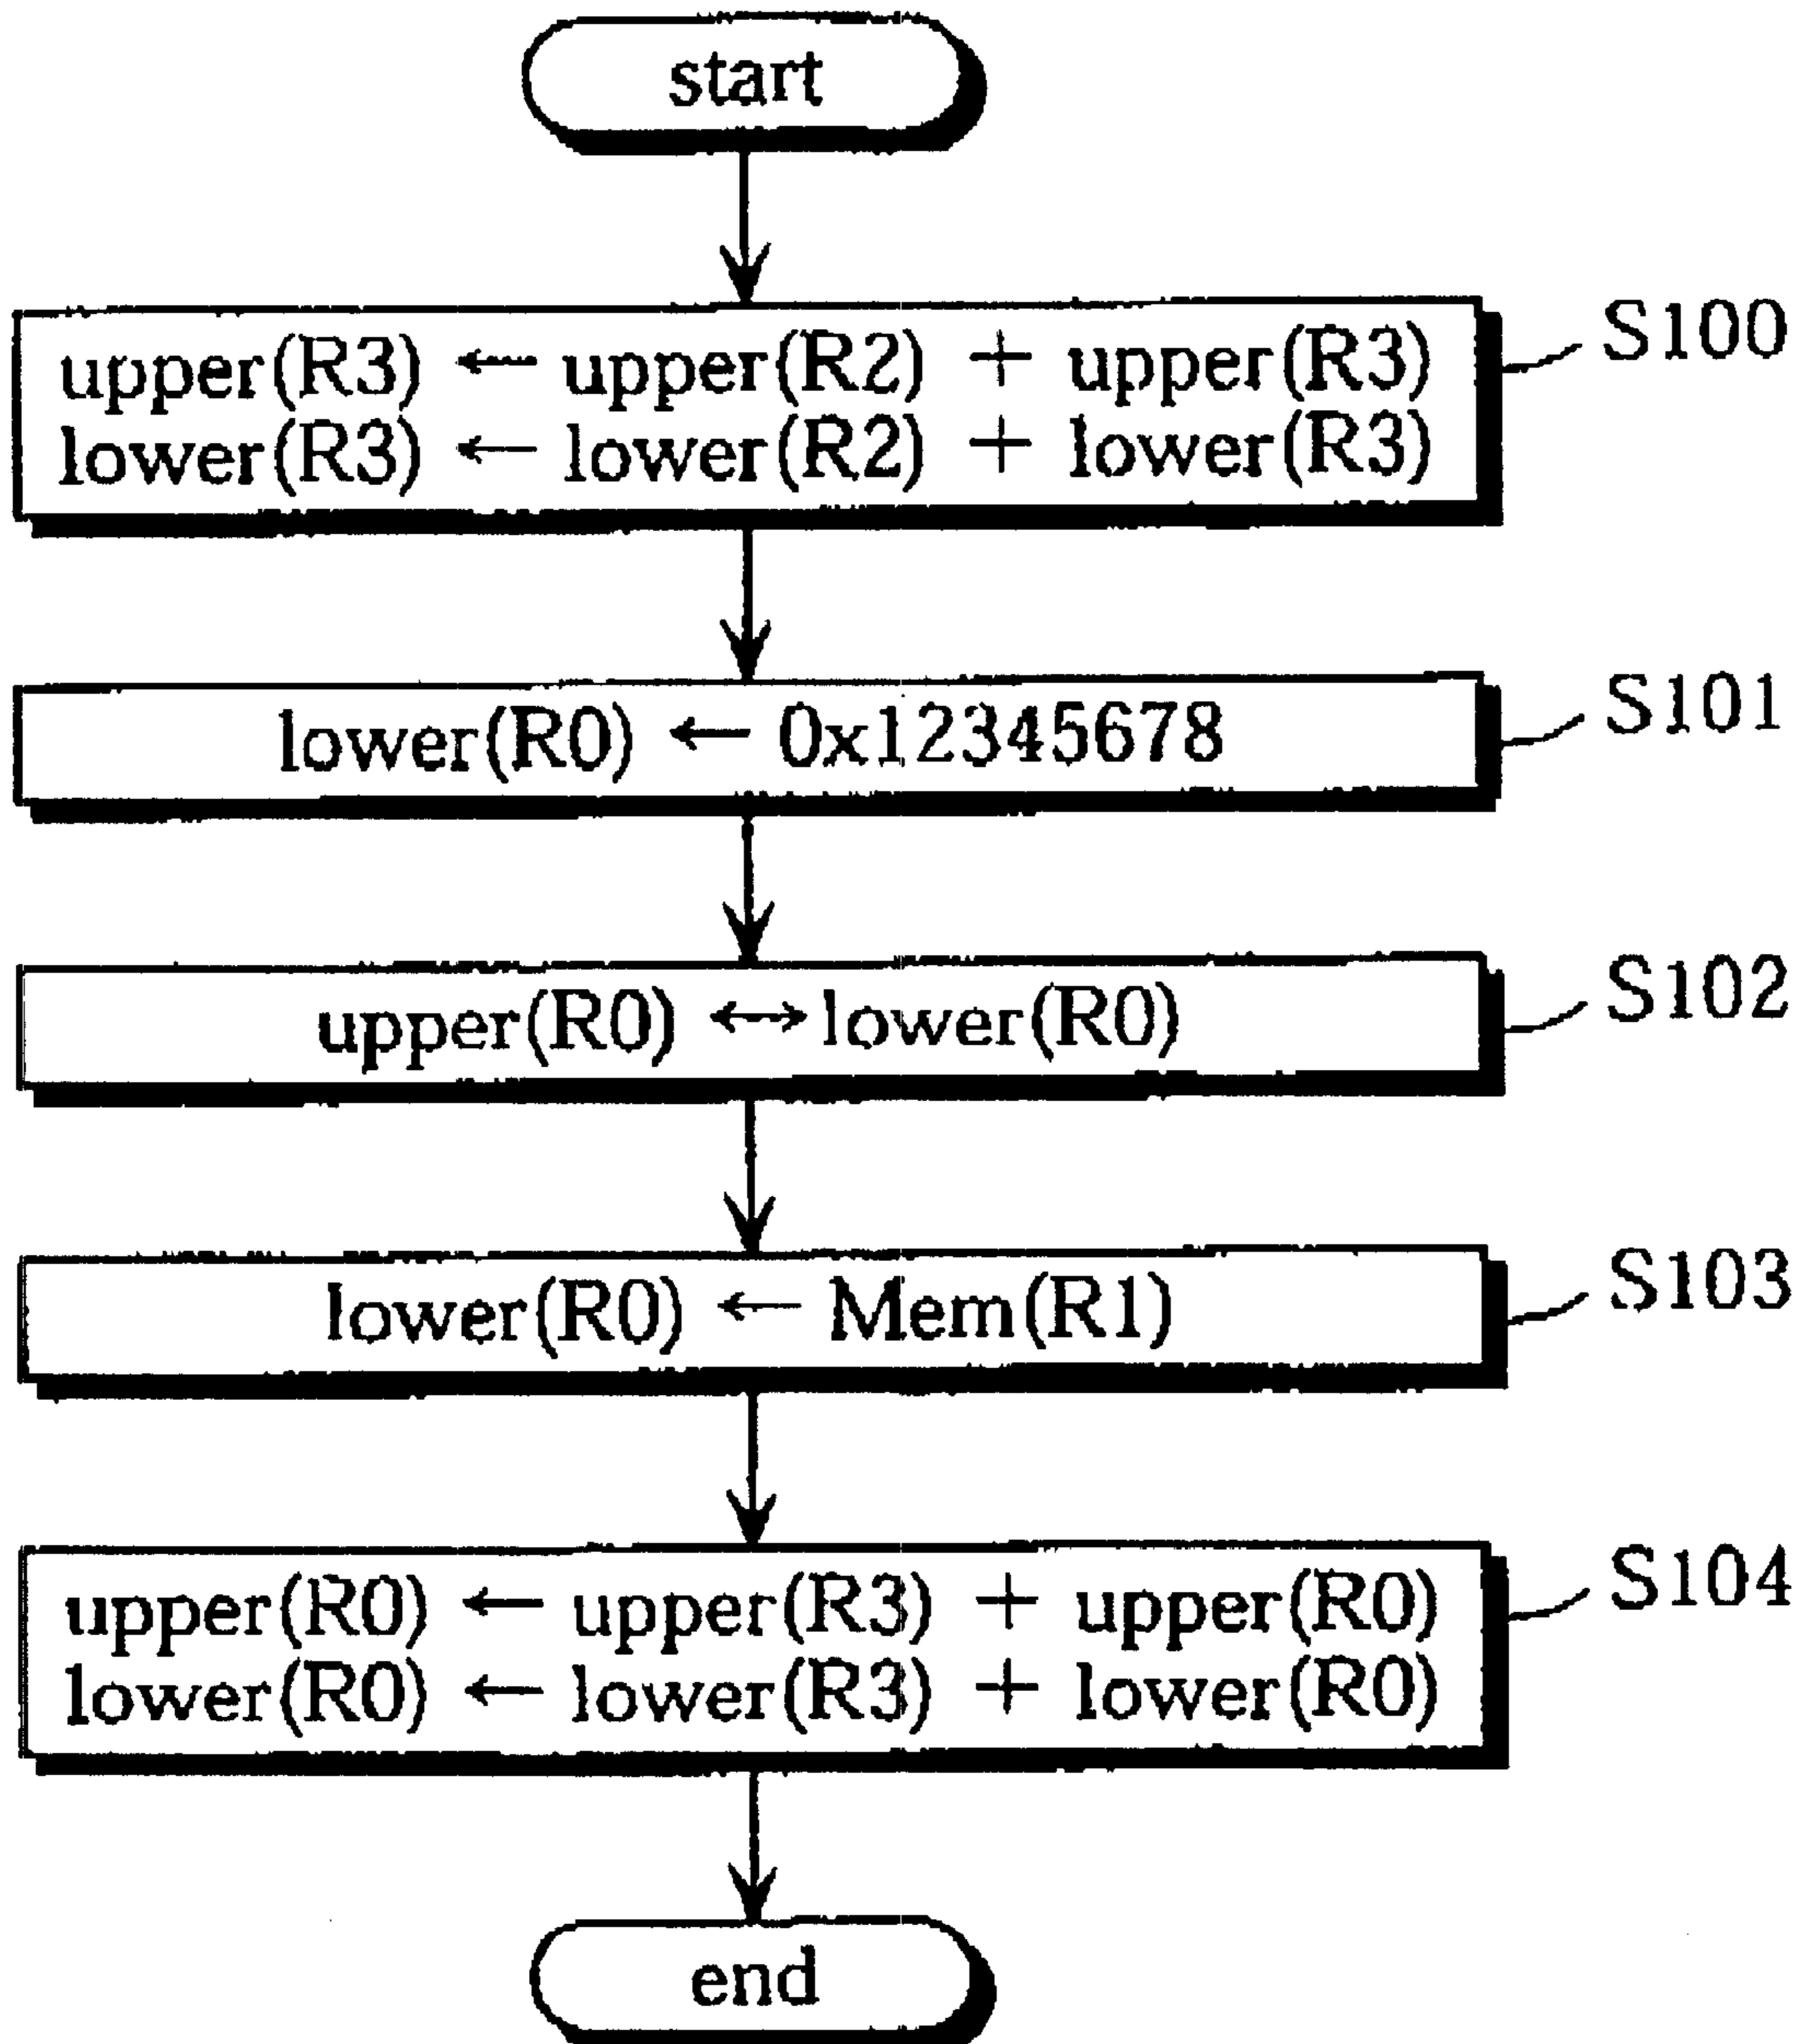 start
upper(R3) ← upper(R2) + upper(R3)
lower(R3) ← lower(R2) + lower(R3)
S100
lower(R0) ← 0x12345678
S101
upper(R0) ↔ lower(R0)
S102
lower(R0) ← Mem(R1)
S103
upper(R0) ← upper(R3) + upper(R0)
lower(R0) ← lower(R3) + lower(R0)
S104
end